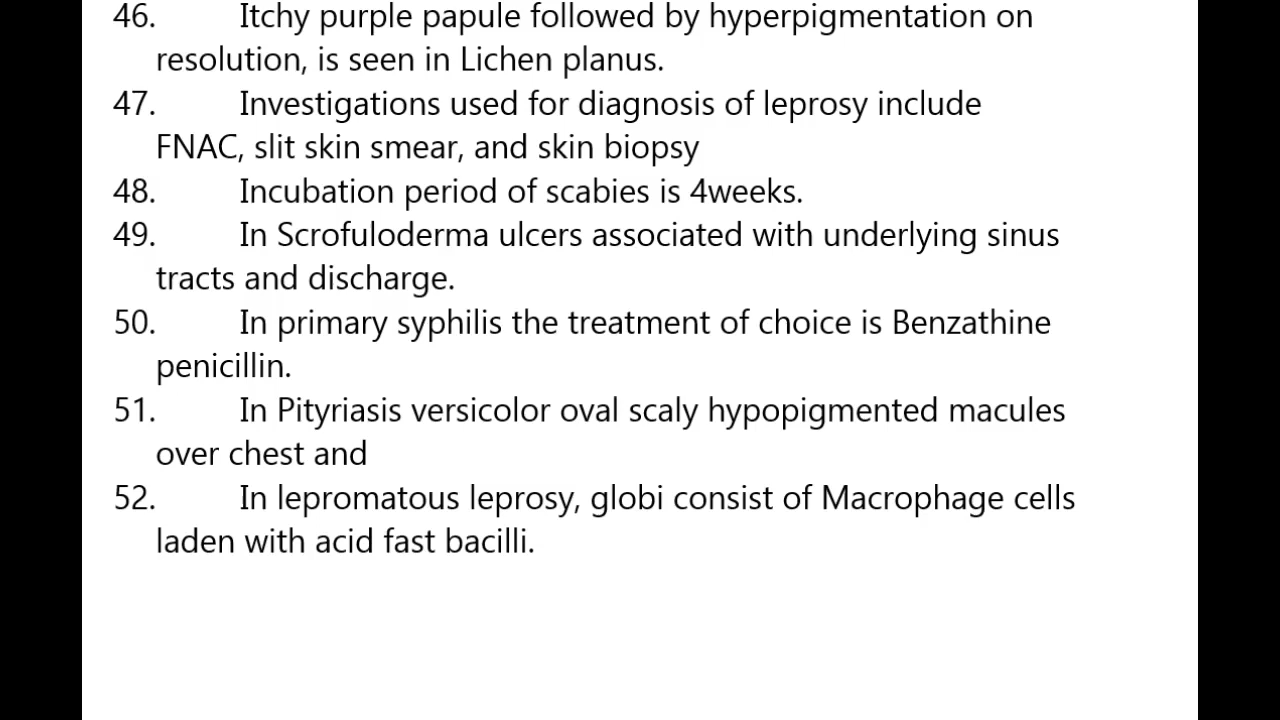 46. Itchy purple papule followed by hyperpigmentation on
resolution, is seen in Lichen planus.
47. Investigations used for diagnosis of leprosy include
FNAC, slit skin smear, and skin biopsy
48. Incubation period of scabies is 4weeks.
49. In Scrofuloderma ulcers associated with underlying sinus
tracts and discharge.
50. In primary syphilis the treatment of choice is Benzathine
penicillin.
51. In Pityriasis versicolor oval scaly hypopigmented macules
over chest and
52. In lepromatous leprosy, globi consist of Macrophage cells
laden with acid fast bacilli.